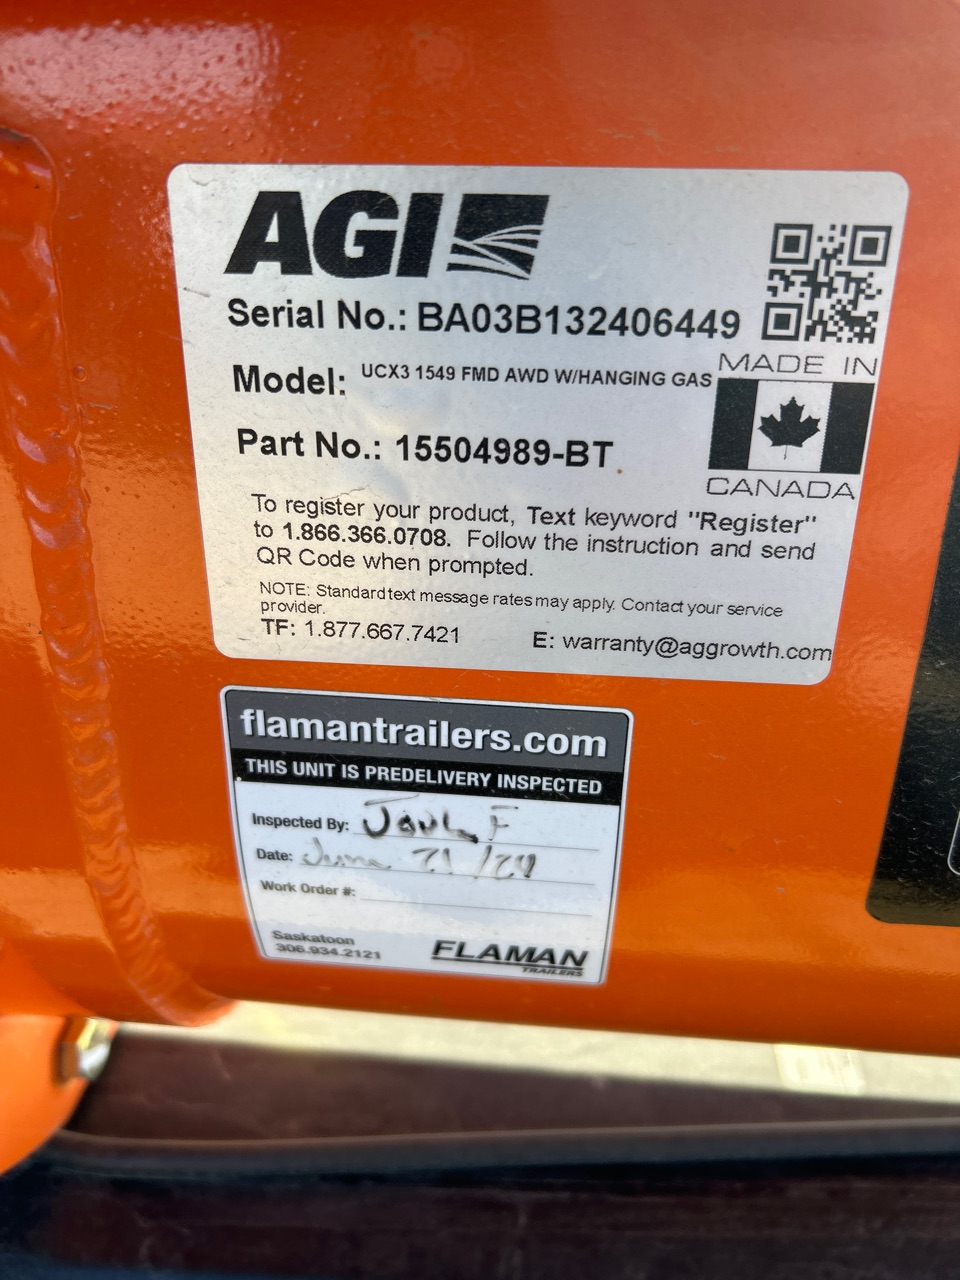 AGI
Serial No.: BA03B132406449
Model: UCX3 1549 FMD AWD W/HANGING GAS
MADE IN
CANADA
Part No.: 15504989-BT
To register your product, Text keyword "Register"
to 1.866.366.0708. Follow the instruction and send
QR Code when prompted.
NOTE: Standard text message rates may apply. Contact your service
provider.
TF: 1.877.667.7421 E: warranty@aggrowth.com
flamantrailers.com
THIS UNIT IS PREDELIVERY INSPECTED
Inspected By: F
Date: June 21/24
Work Order #:
Saskatoon
306.934.2121
FLAMAN
TRAILERS